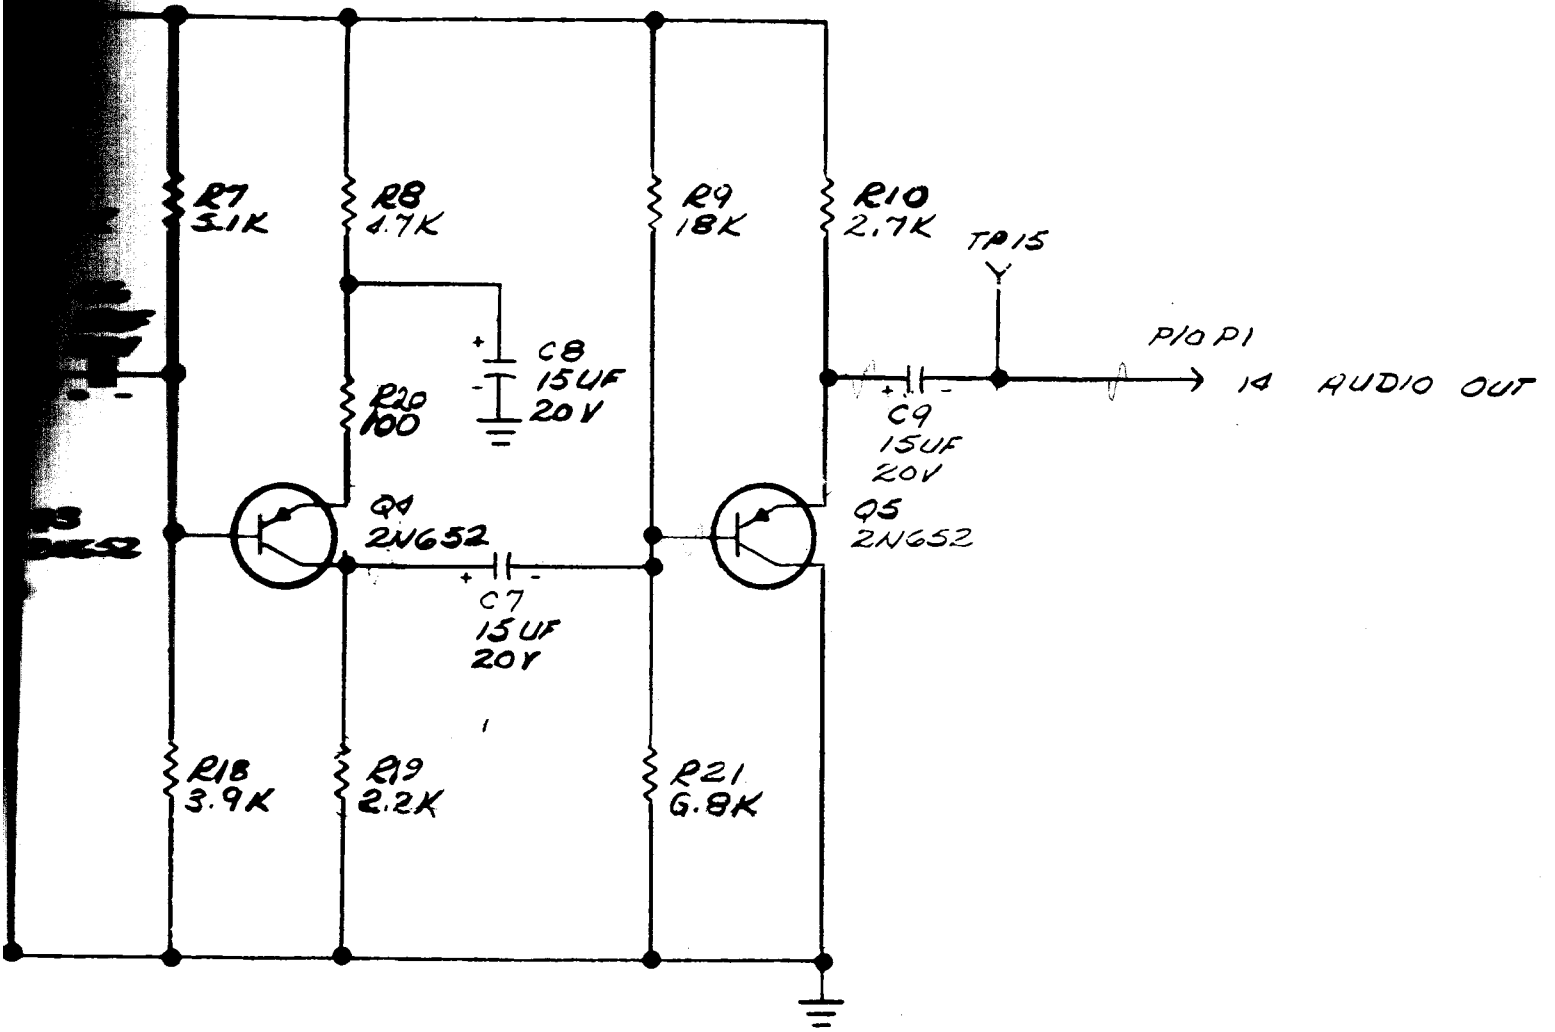 R7
5.1K
R8
4.7K
R9
18K
R10
2.7K
TP15
P/O P1
14 AUDIO OUT
+
-
C8
15UF
20V
R20
100
+ -
C9
15UF
20V
Q4
2N652
Q5
2N652
+ -
C7
15UF
20V
R18
3.9K
R19
2.2K
R21
6.8K